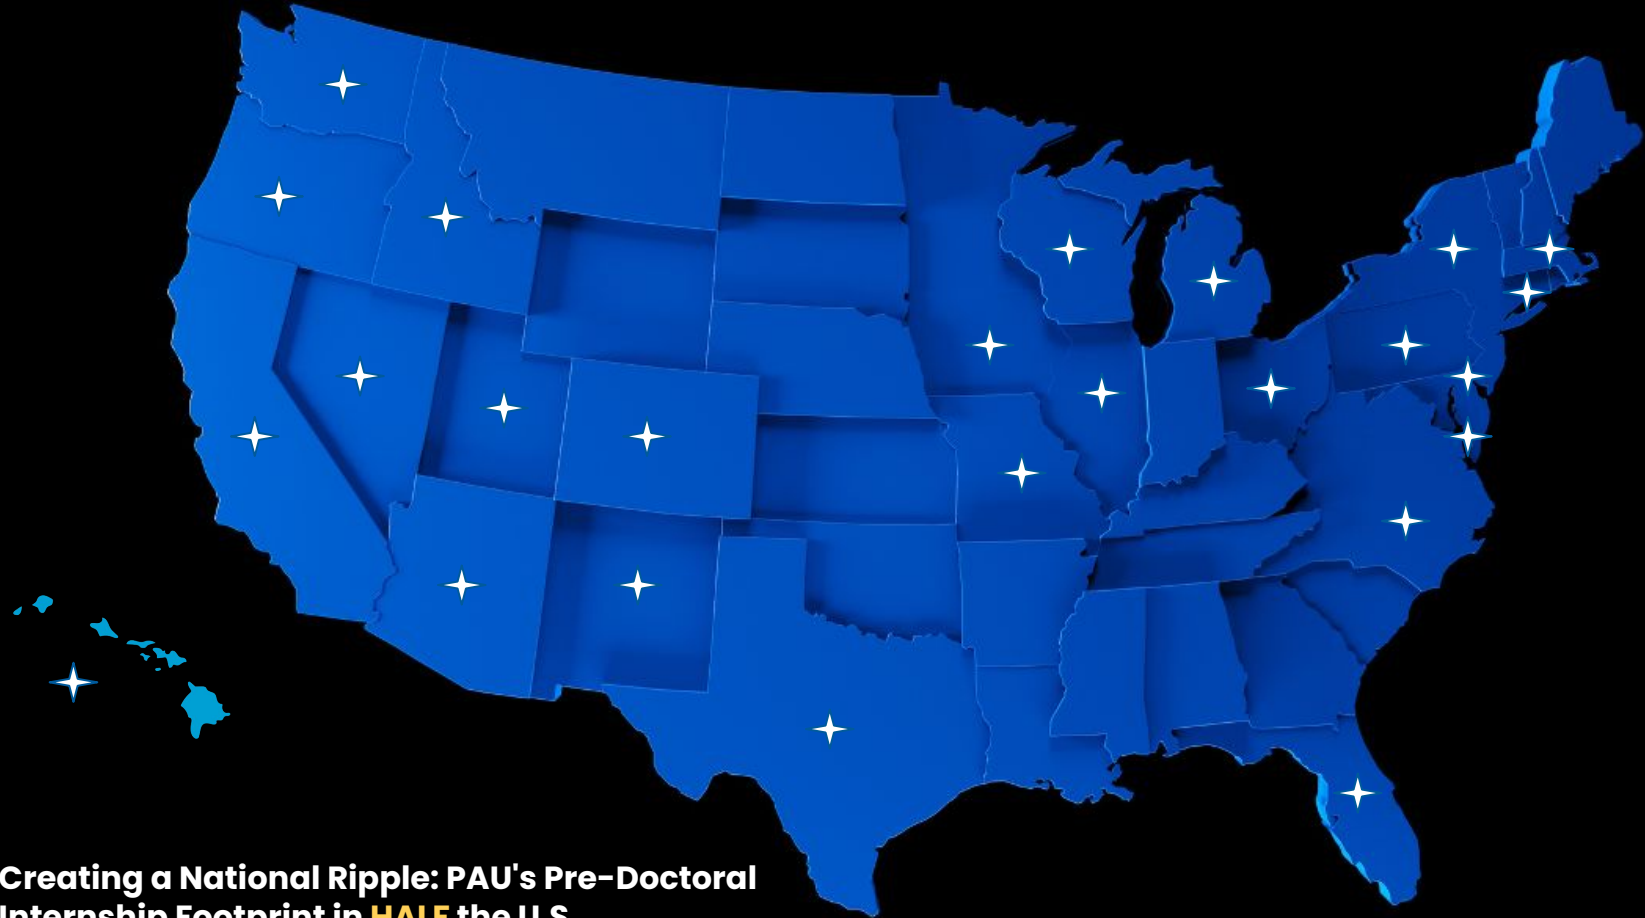 Creating a National Ripple: PAU's Pre-Doctoral
Internship Footprint in HALF the U.S.